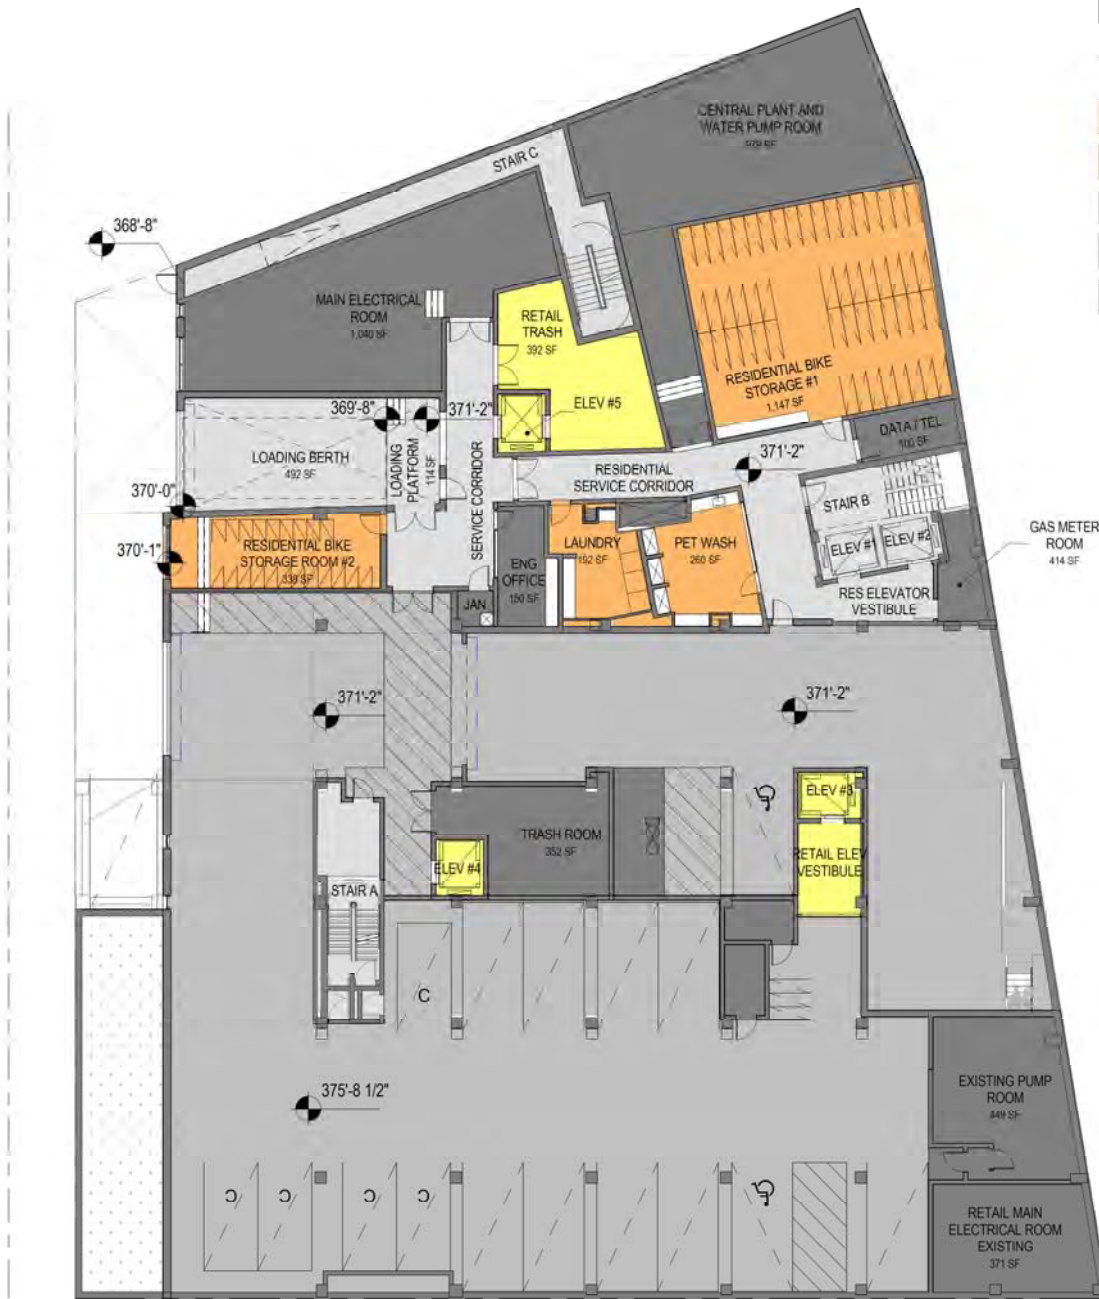 CENTRAL PLANT AND
WATER PUMP ROOM
979 SF
STAIR C
368'-8"
MAIN ELECTRICAL
ROOM
1,040 SF
RETAIL
TRASH
392 SF
RESIDENTIAL BIKE
STORAGE #1
1,147 SF
369'-8"
371'-2"
ELEV #5
DATA / TEL
100 SF
LOADING BERTH
492 SF
LOADING
PLATFORM
114 SF
SERVICE CORRIDOR
RESIDENTIAL
SERVICE CORRIDOR
371'-2"
370'-0"
STAIR B
370'-1"
RESIDENTIAL BIKE
STORAGE ROOM #2
338 SF
ENG
OFFICE
150 SF
LAUNDRY
192 SF
PET WASH
260 SF
ELEV #1
ELEV #2
GAS METER
ROOM
414 SF
JAN
RES ELEVATOR
VESTIBULE
371'-2"
371'-2"
ELEV #3
TRASH ROOM
352 SF
RETAIL ELEV
VESTIBULE
ELEV #4
STAIR A
C
375'-8 1/2"
EXISTING PUMP
ROOM
449 SF
C
C
C
C
RETAIL MAIN
ELECTRICAL ROOM
EXISTING
371 SF